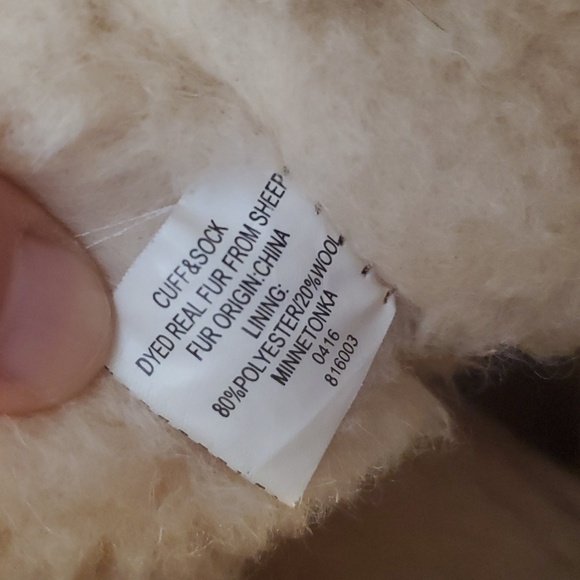 CUFF&SOCK
DYED REAL FUR FROM SHEEP
FUR ORIGIN:CHINA
LINING:
80%POLYESTER/20%WOOL
MINNETONKA
0416
816003